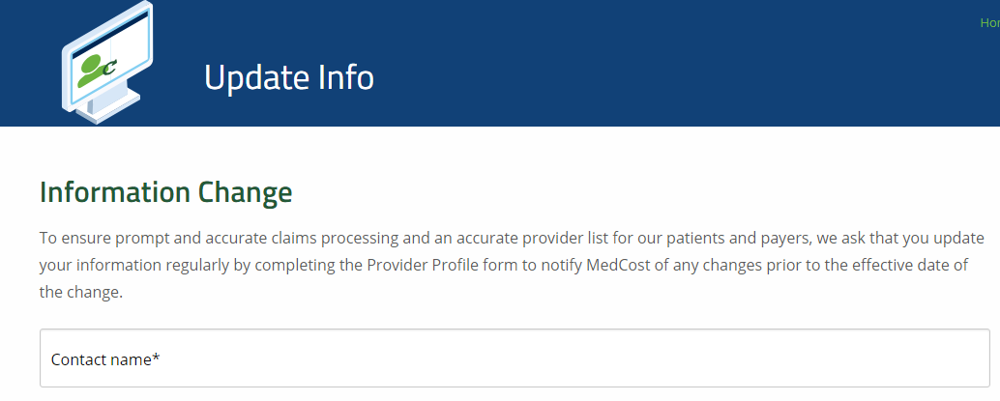 Update Info
Information Change
To ensure prompt and accurate claims processing and an accurate provider list for our patients and payers, we ask that you update
your information regularly by completing the Provider Profile form to notify MedCost of any changes prior to the effective date of
the change.
Contact name*